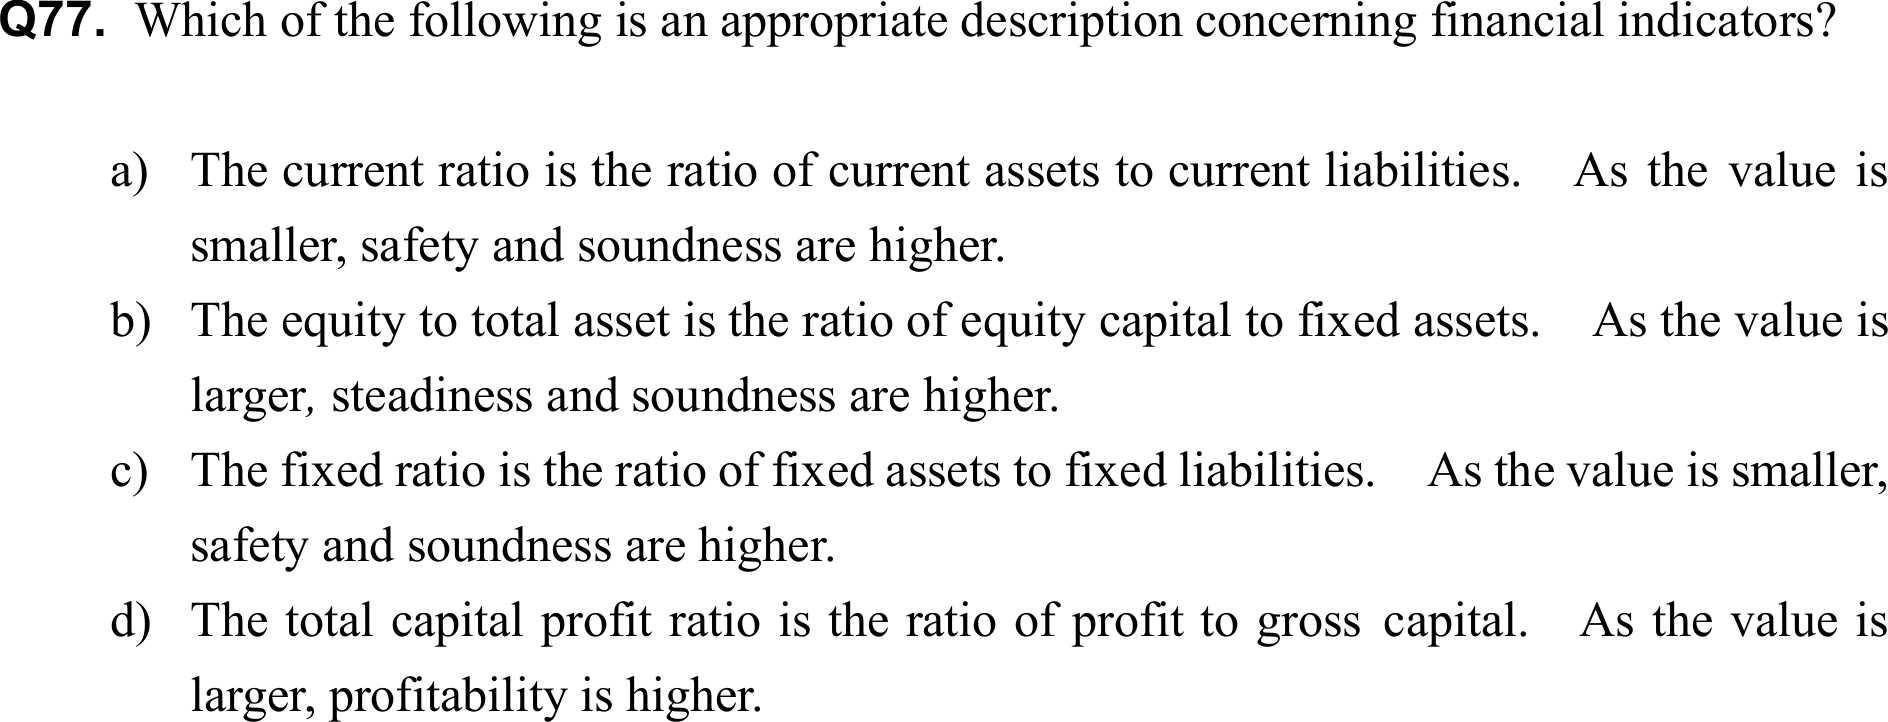 Q77. Which of the following is an appropriate description concerning financial indicators?
a) The current ratio is the ratio of current assets to current liabilities. As the value is
smaller, safety and soundness are higher.
b) The equity to total asset is the ratio of equity capital to fixed assets. As the value is
larger, steadiness and soundness are higher.
c) The fixed ratio is the ratio of fixed assets to fixed liabilities. As the value is smaller,
safety and soundness are higher.
d) The total capital profit ratio is the ratio of profit to gross capital. As the value is
larger, profitability is higher.